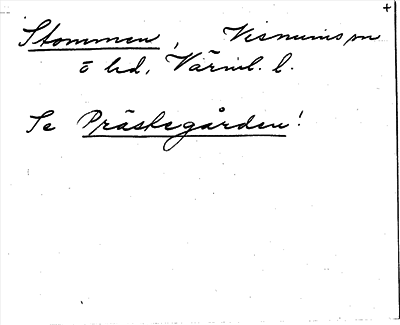 +
Stommen, Visnums sn
ö hd, Värml. l.
Se Prästegården!